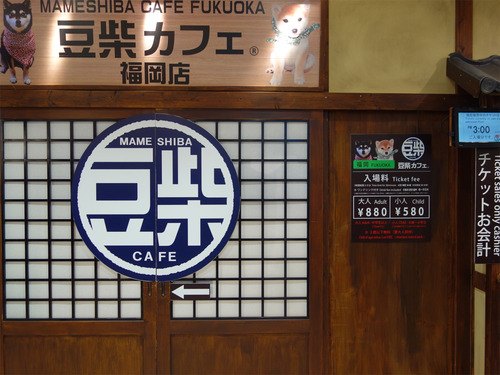 MAMESHIBA CAFE FUKUOKA
豆柴カフェ®
福岡店
MAME SHIBA
豆柴
CAFE
福岡 FUKUOKA
豆柴カフェ
入場料 Ticket fee
大人 Adult 小人 Child
¥880 ¥580
3:00
チケットお会計
Ticket sales cashier